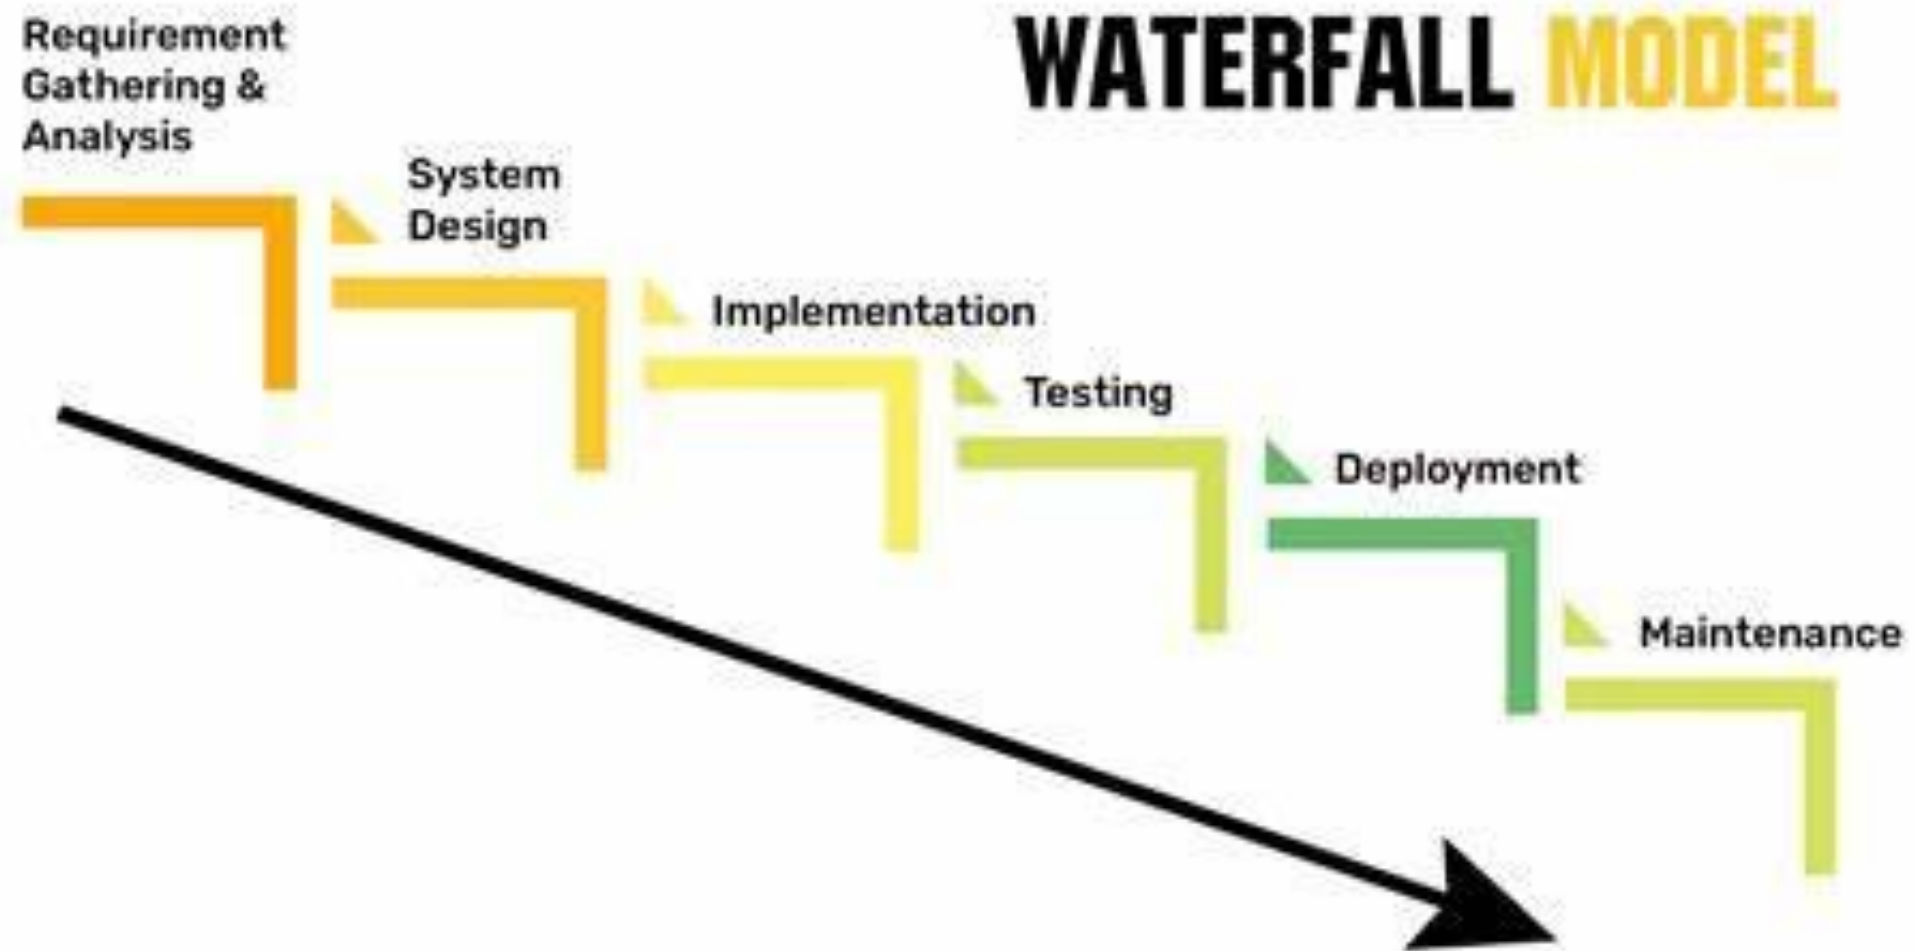 WATERFALL MODEL
Requirement
Gathering &
Analysis
System
Design
Implementation
Testing
Deployment
Maintenance